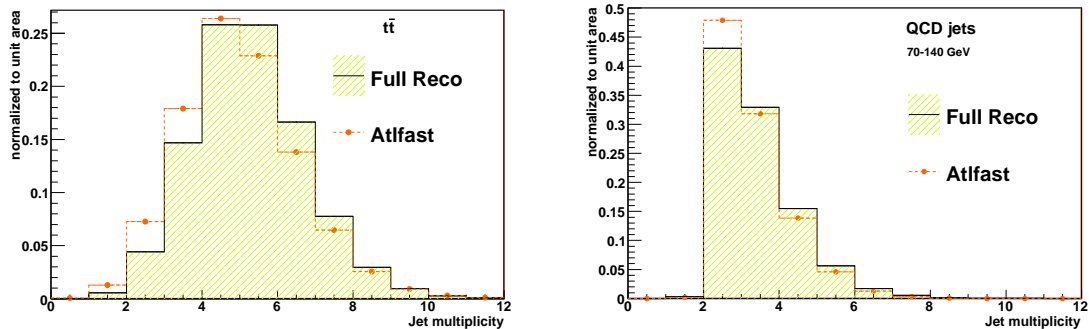 normalized to unit area
0.25
0.2
0.15
0.1
0.05
0
tt̄
Full Reco
Atlfast
0 2 4 6 8 10 12
Jet multiplicity
normalized to unit area
0.5
0.45
0.4
0.35
0.3
0.25
0.2
0.15
0.1
0.05
0
QCD jets
70-140 GeV
Full Reco
Atlfast
0 2 4 6 8 10 12
Jet multiplicity